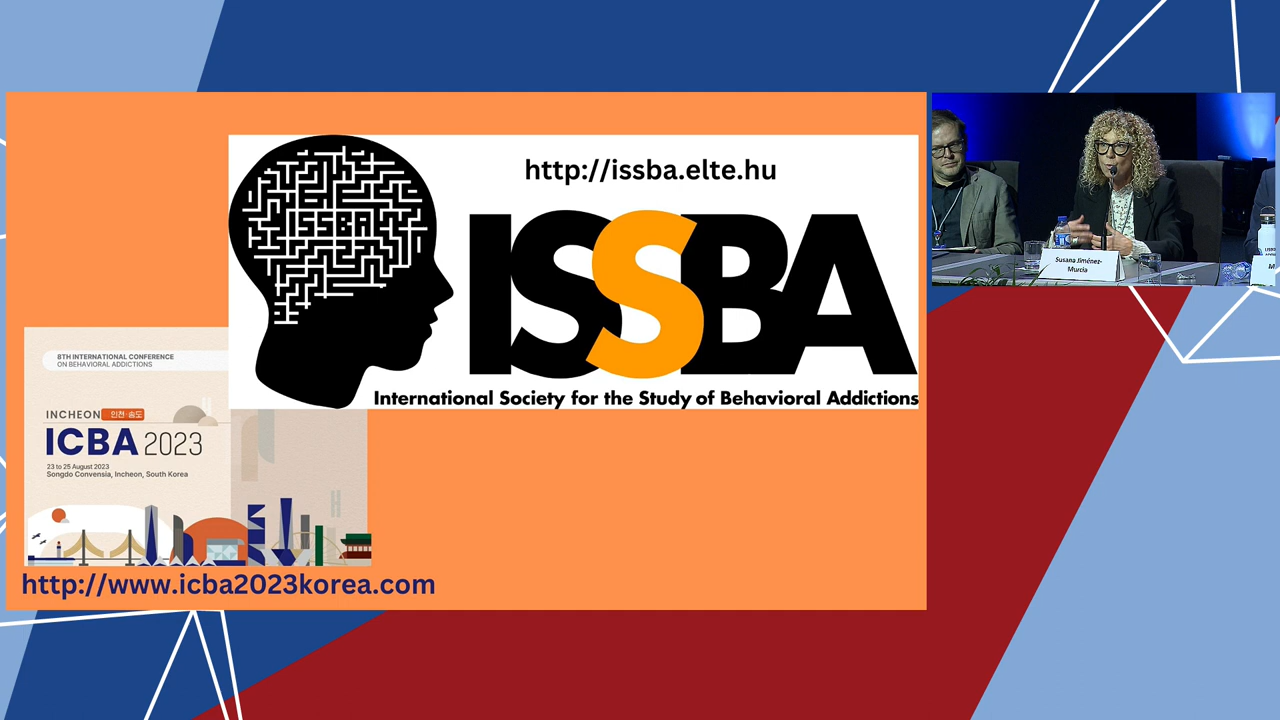 http://issba.elte.hu
ISSBA
ISSBA
International Society for the Study of Behavioral Addictions
8TH INTERNATIONAL CONFERENCE
ON BEHAVIORAL ADDICTIONS
INCHEON 인천·송도
ICBA 2023
23 to 25 August 2023
Songdo Convensia, Incheon, South Korea
http://www.icba2023korea.com
Susana Jiménez-
Murcia
M